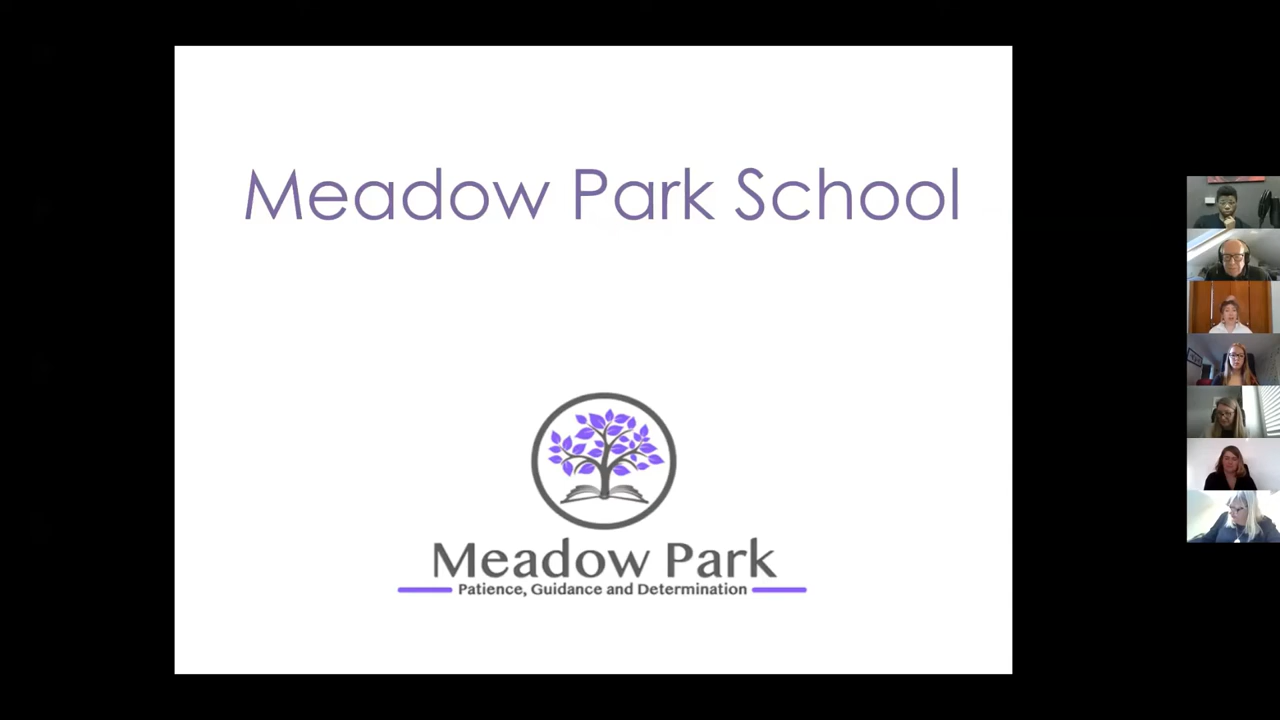 Meadow Park School
Meadow Park
Patience, Guidance and Determination